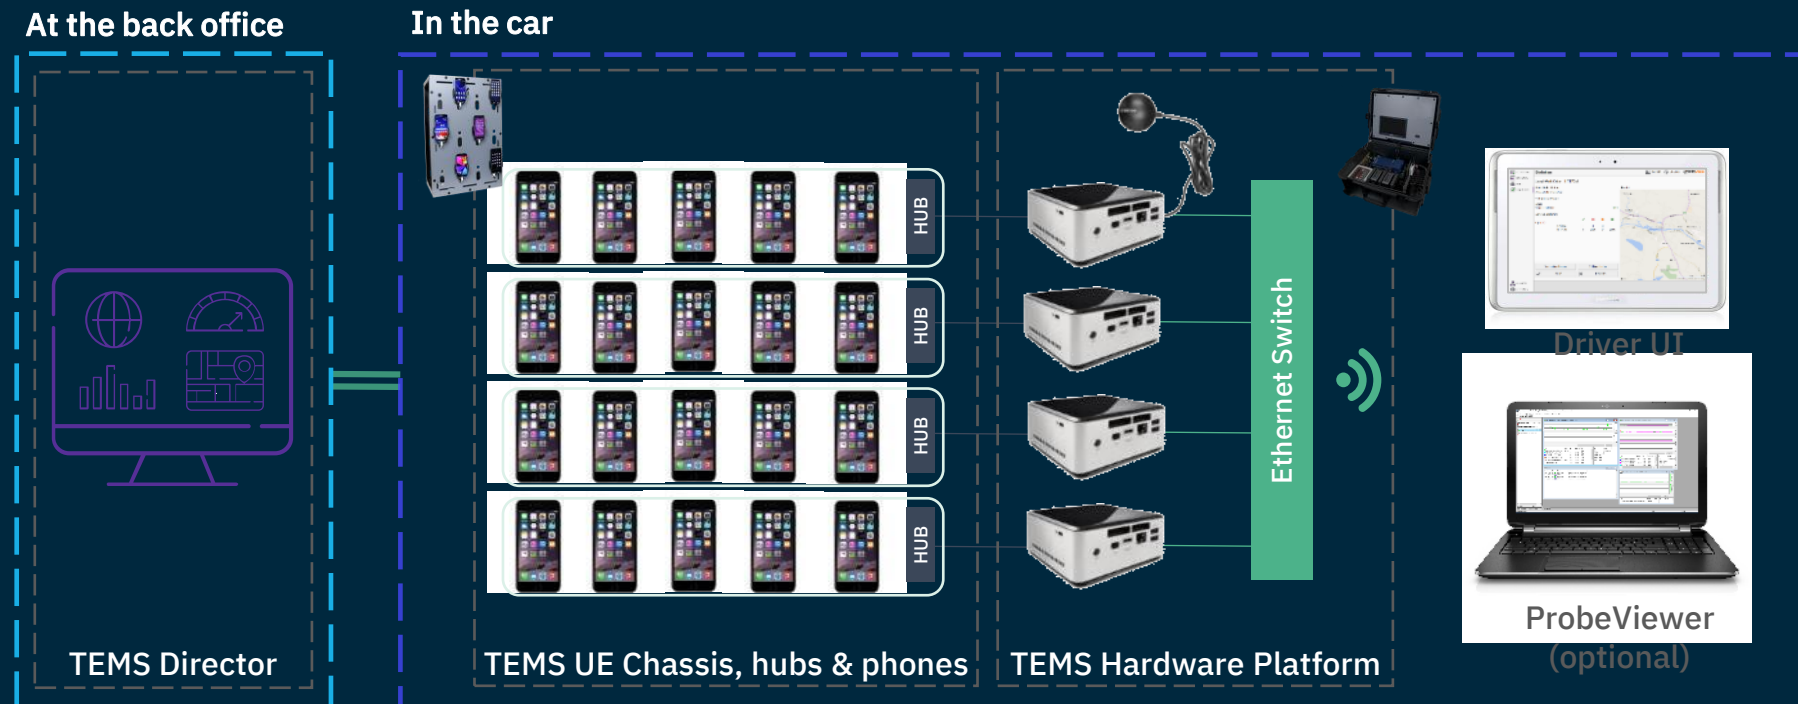 At the back office
In the car
HUB
HUB
HUB
HUB
Ethernet Switch
Driver UI
ProbeViewer
(optional)
TEMS Director
TEMS UE Chassis, hubs & phones
TEMS Hardware Platform